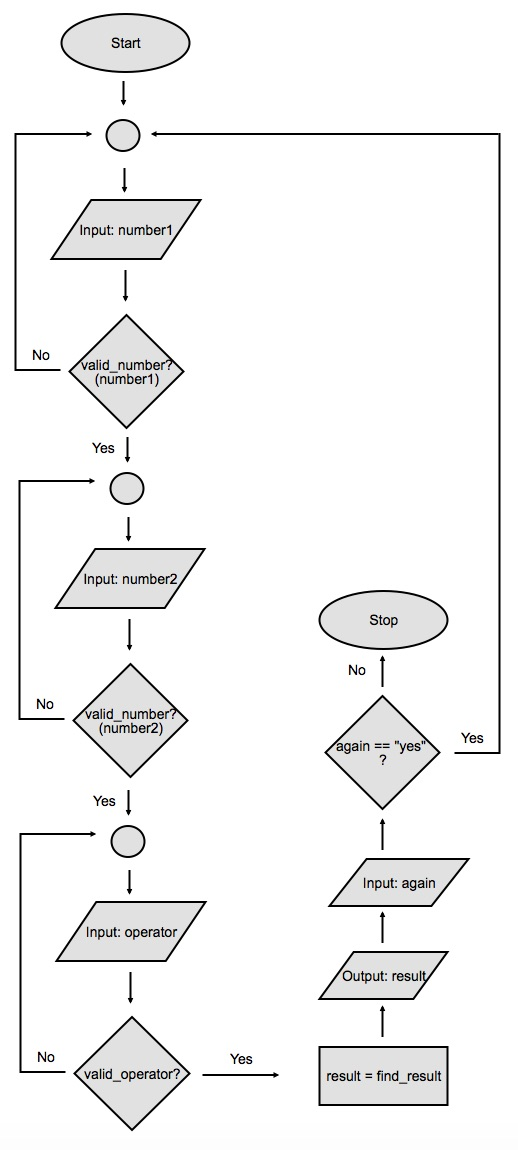 Start
Input: number1
No
valid_number?
(number1)
Yes
Input: number2
No
valid_number?
(number2)
Yes
Input: operator
No
valid_operator?
Yes
result = find_result
Output: result
Input: again
again == "yes"
?
Yes
No
Stop